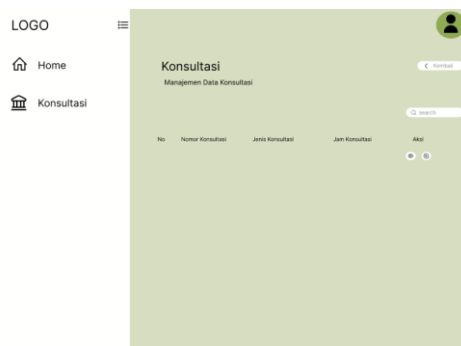 LOGO
Home
Konsultasi
Konsultasi
Manajemen Data Konsultasi
Kembali
search
No Nomor Konsultasi Jenis Konsultasi Jam Konsultasi Aksi